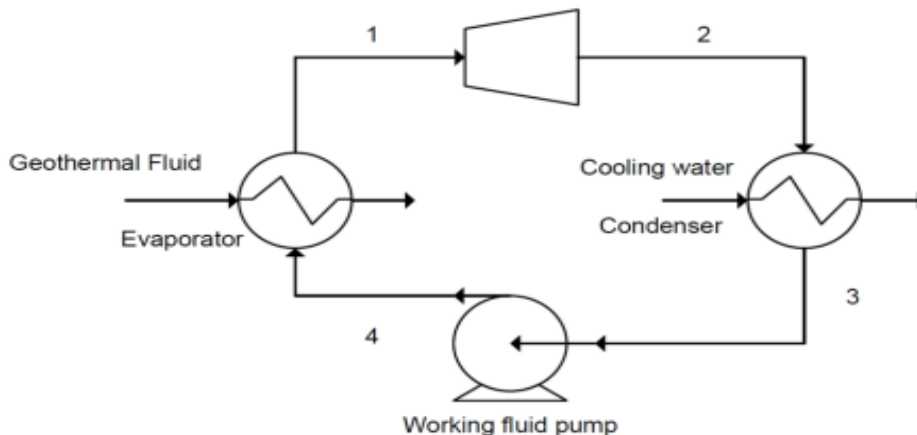 1
2
Geothermal Fluid
Evaporator
Cooling water
Condenser
3
4
Working fluid pump